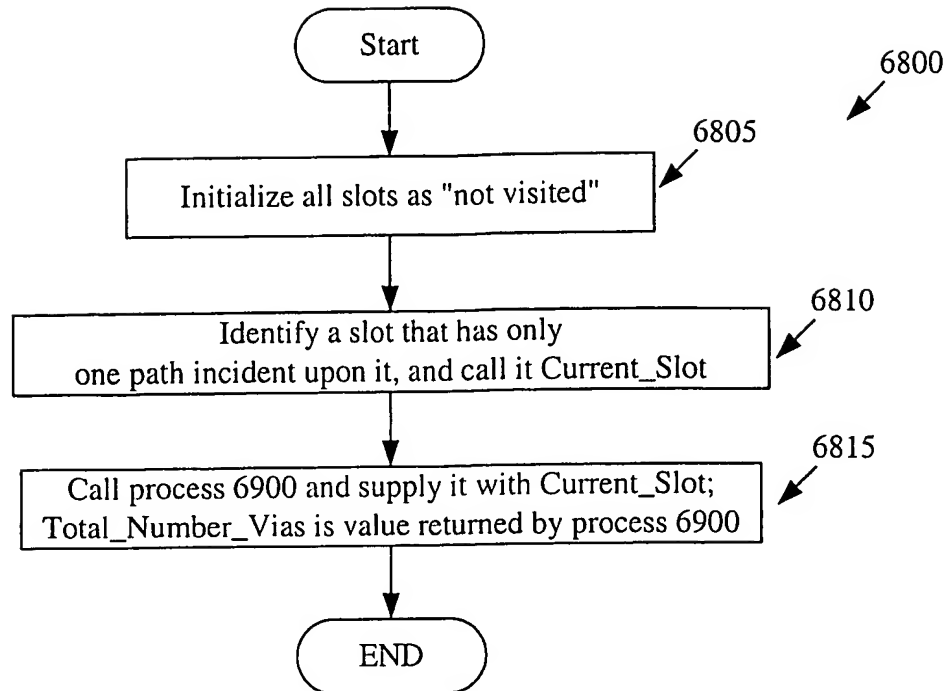 Start
6800
6805
Initialize all slots as "not visited"
6810
Identify a slot that has only
one path incident upon it, and call it Current_Slot
6815
Call process 6900 and supply it with Current_Slot;
Total_Number_Vias is value returned by process 6900
END